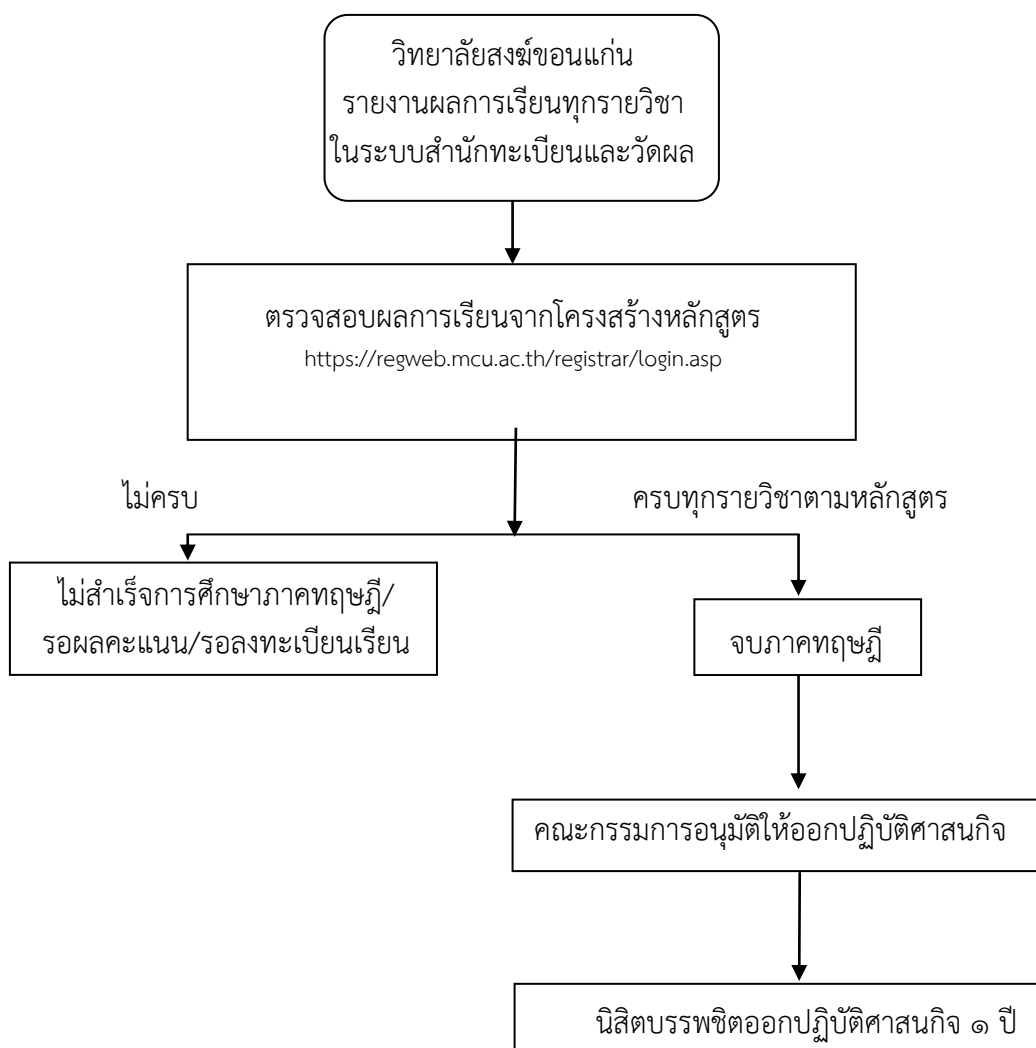 วิทยาลัยสงฆ์ขอนแก่น
รายงานผลการเรียนทุกรายวิชา
ในระบบสำนักทะเบียนและวัดผล
ตรวจสอบผลการเรียนจากโครงสร้างหลักสูตร
https://regweb.mcu.ac.th/registrar/login.asp
ไม่ครบ
ครบทุกรายวิชาตามหลักสูตร
ไม่สำเร็จการศึกษาภาคทฤษฎี/
รอผลคะแนน/รอลงทะเบียนเรียน
จบภาคทฤษฎี
คณะกรรมการอนุมัติให้ออกปฏิบัติศาสนกิจ
นิสิตบรรพชิตออกปฏิบัติศาสนกิจ ๑ ปี